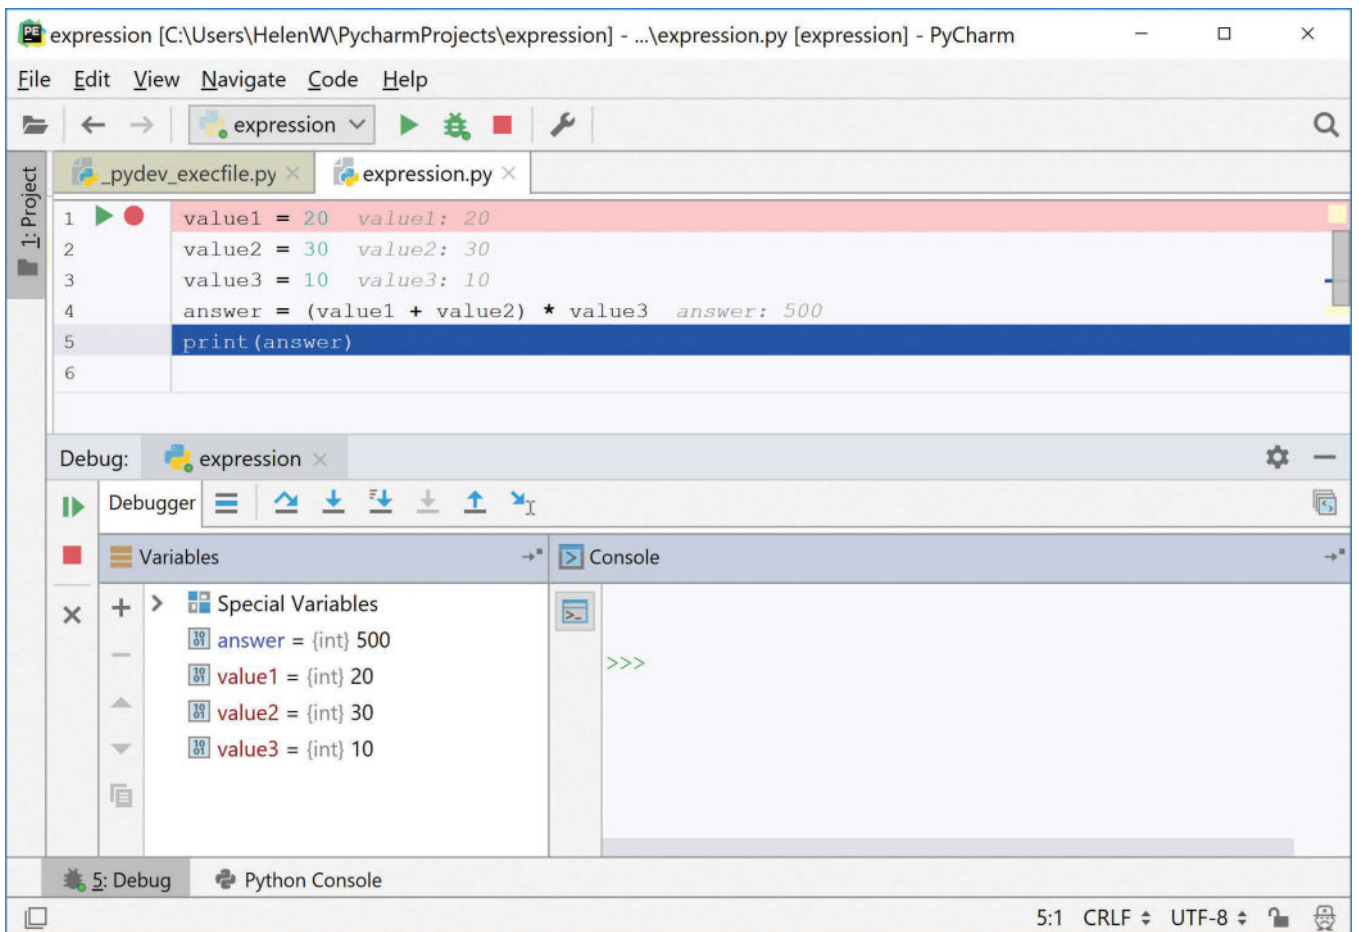 expression [C:\Users\HelenW\PycharmProjects\expression] - ...\expression.py [expression] - PyCharm
File Edit View Navigate Code Help
expression
1: Project
_pydev_execfile.py expression.py
1 value1 = 20 value1: 20
2 value2 = 30 value2: 30
3 value3 = 10 value3: 10
4 answer = (value1 + value2) * value3 answer: 500
5 print(answer)
6
Debug: expression
Debugger
Variables Console
Special Variables
answer = {int} 500
value1 = {int} 20
value2 = {int} 30
value3 = {int} 10
>>>
5: Debug Python Console
5:1 CRLF UTF-8